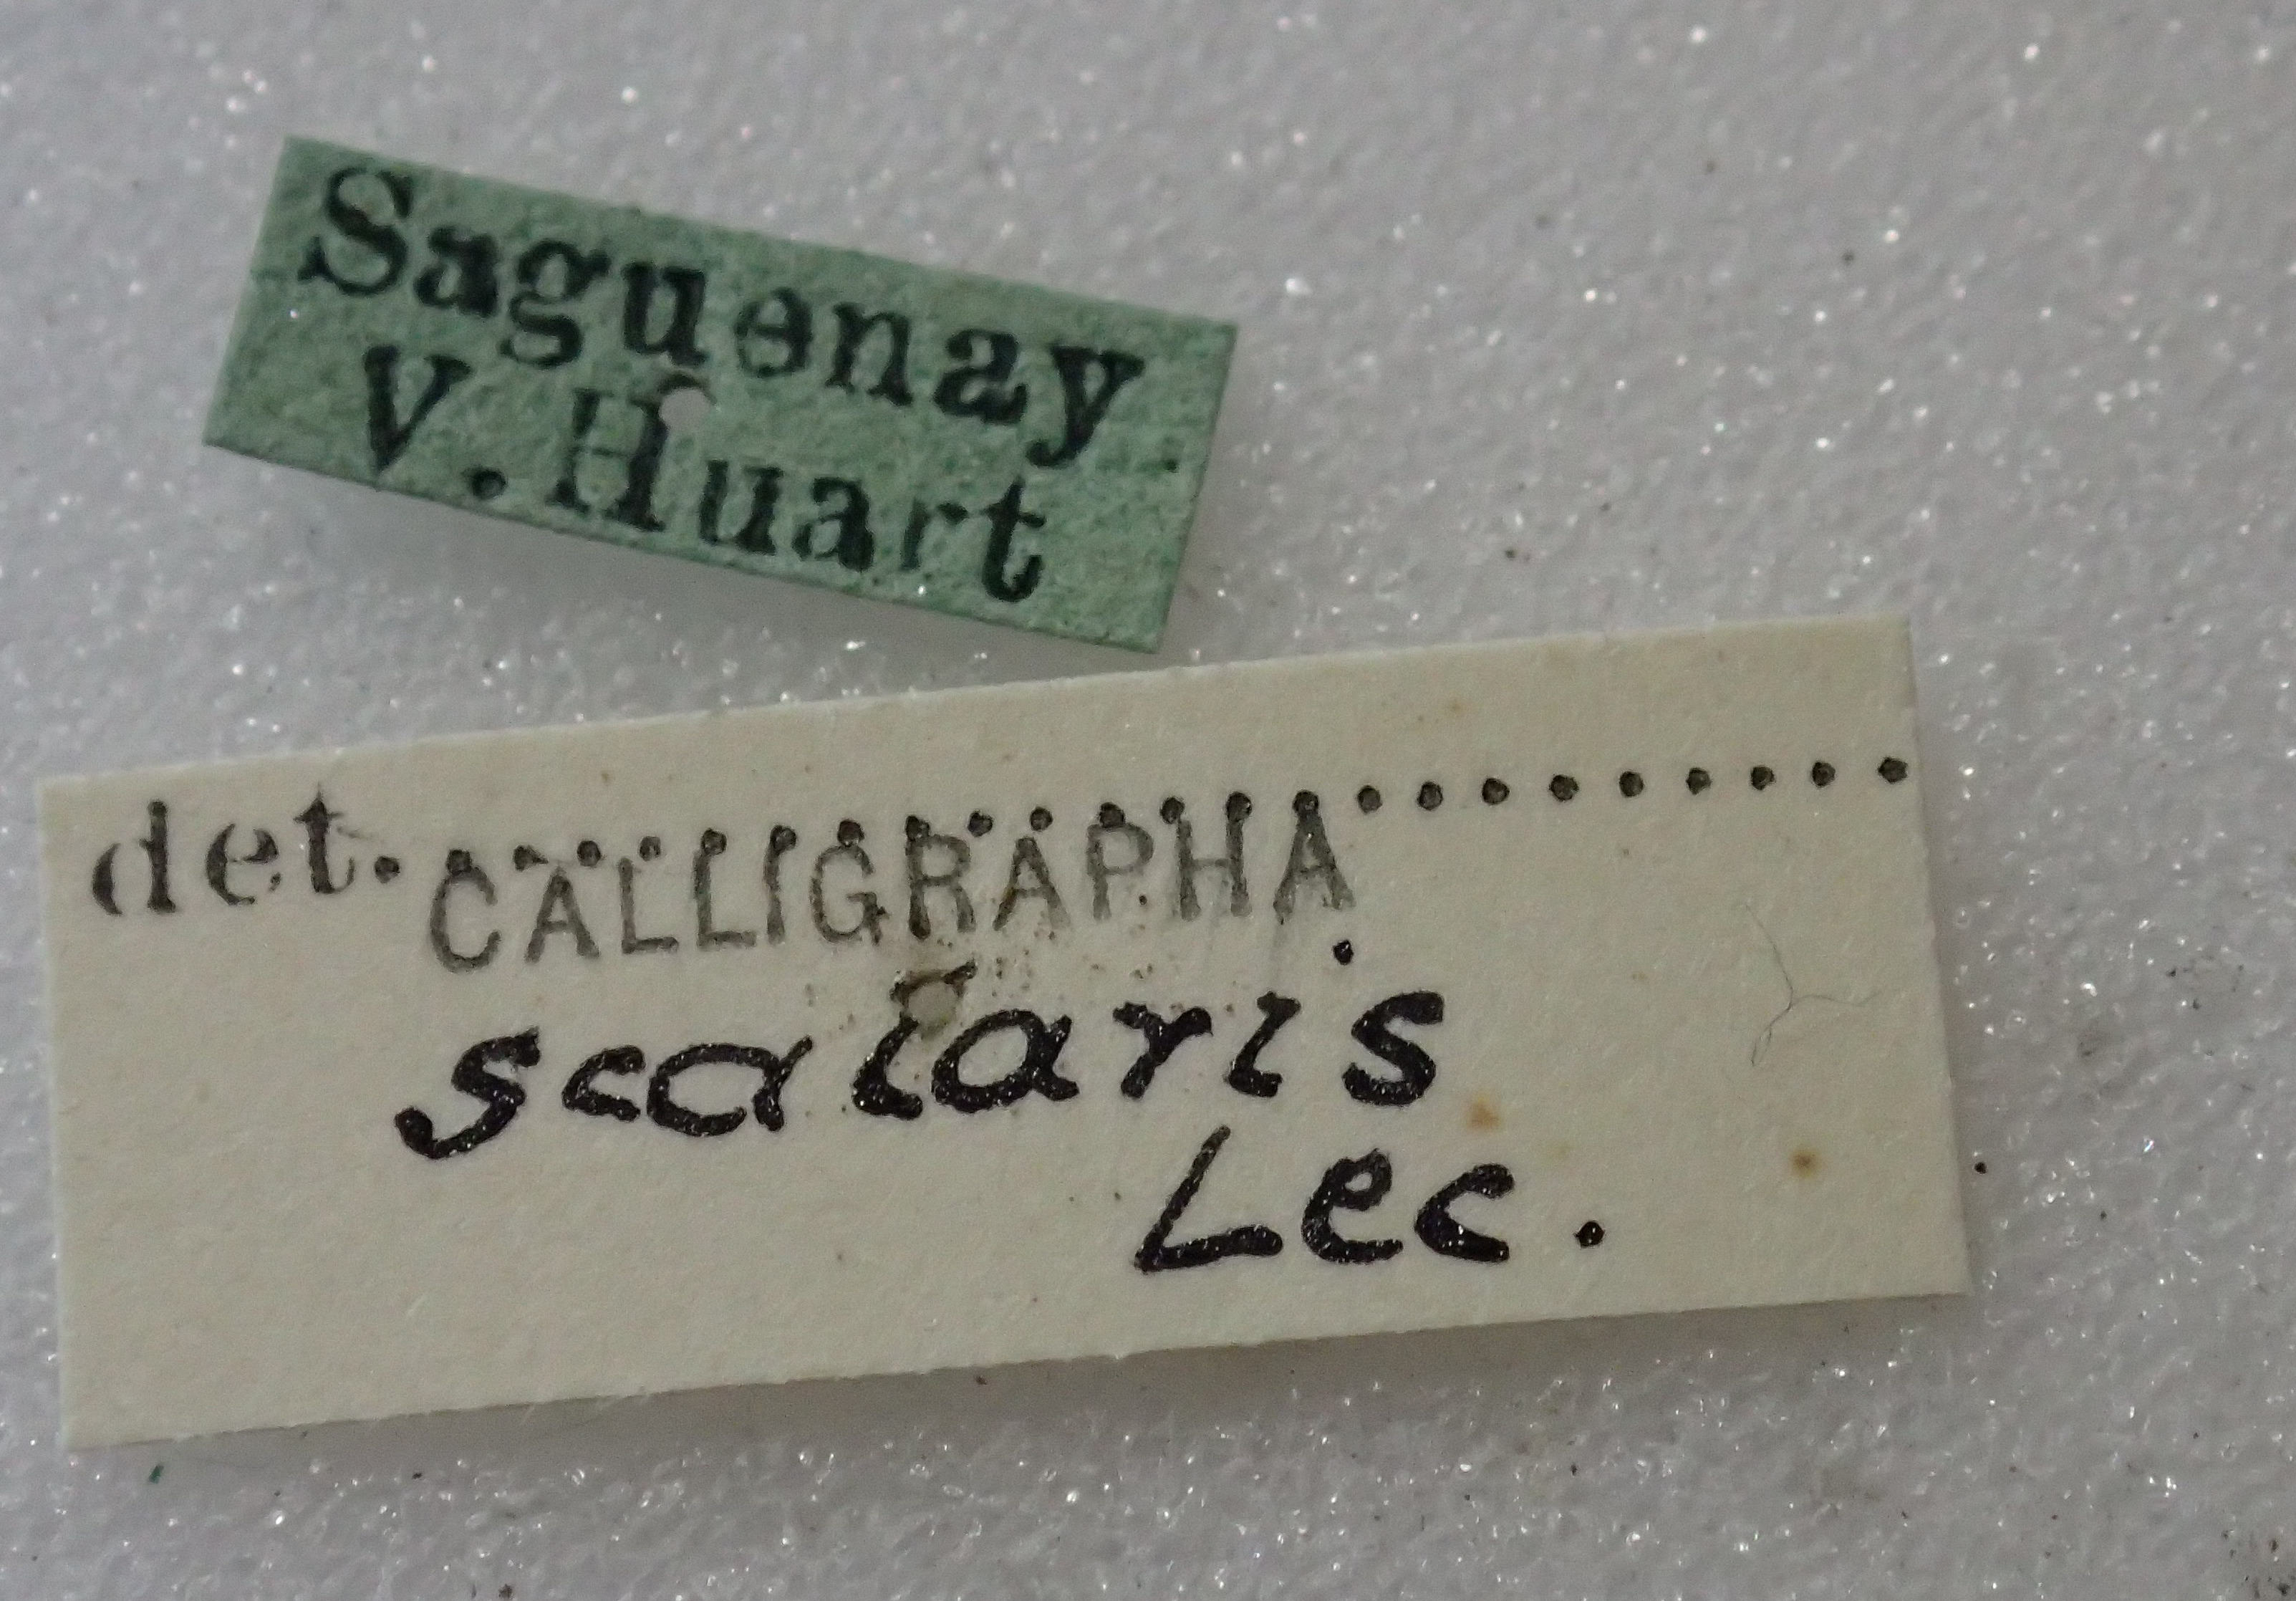 Saguenay
V. Huart
det. ......................
CALLIGRAPHA
scalaris
Lec.